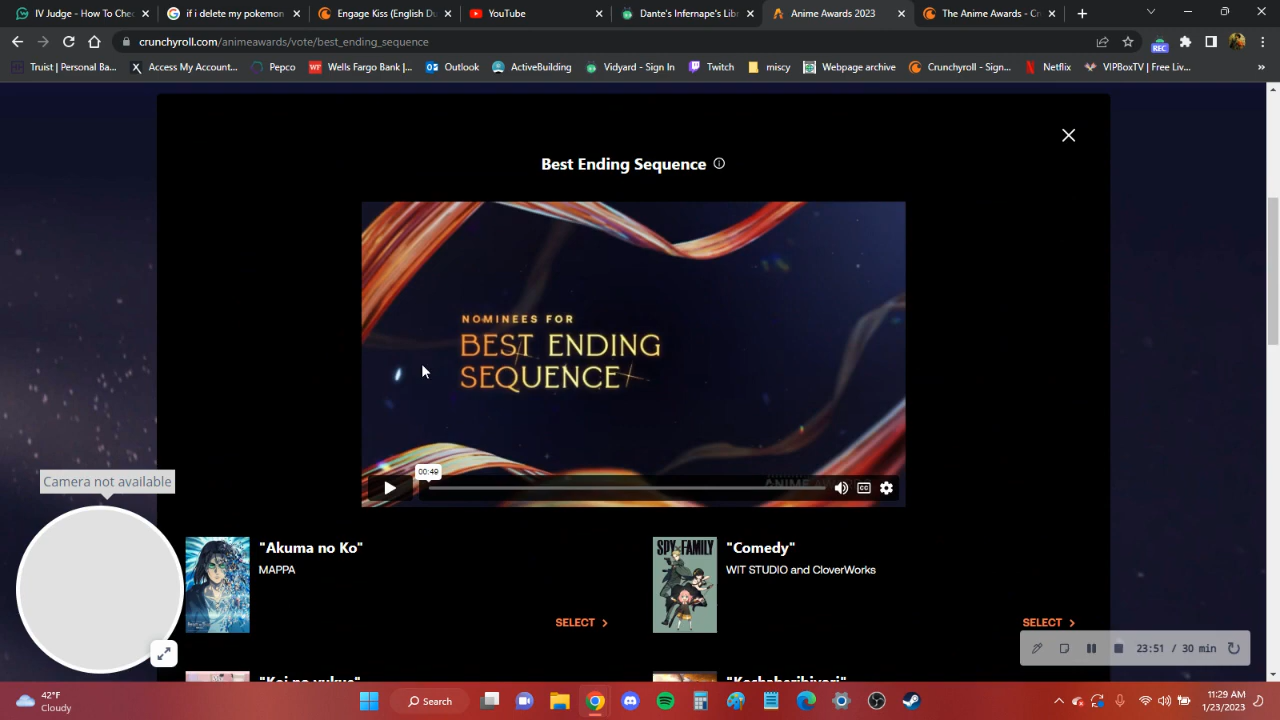 IV Judge - How To Chec
if i delete my pokemon
Engage Kiss (English Du
YouTube
Dante's Infernape's Libr
Anime Awards 2023
The Anime Awards - Cr
crunchyroll.com/animeawards/vote/best_ending_sequence
REC
Truist | Personal Ba...
Access My Account...
Pepco
Wells Fargo Bank |...
Outlook
ActiveBuilding
Vidyard - Sign In
Twitch
miscy
Webpage archive
Crunchyroll - Sign...
Netflix
VIPBoxTV | Free Liv...
Best Ending Sequence
NOMINEES FOR
BEST ENDING
SEQUENCE
00:49
CC
Camera not available
"Akuma no Ko"
MAPPA
SELECT
SPY FAMILY
"Comedy"
WIT STUDIO and CloverWorks
SELECT
23:51 / 30 min
42°F
Cloudy
Search
11:29 AM
1/23/2023